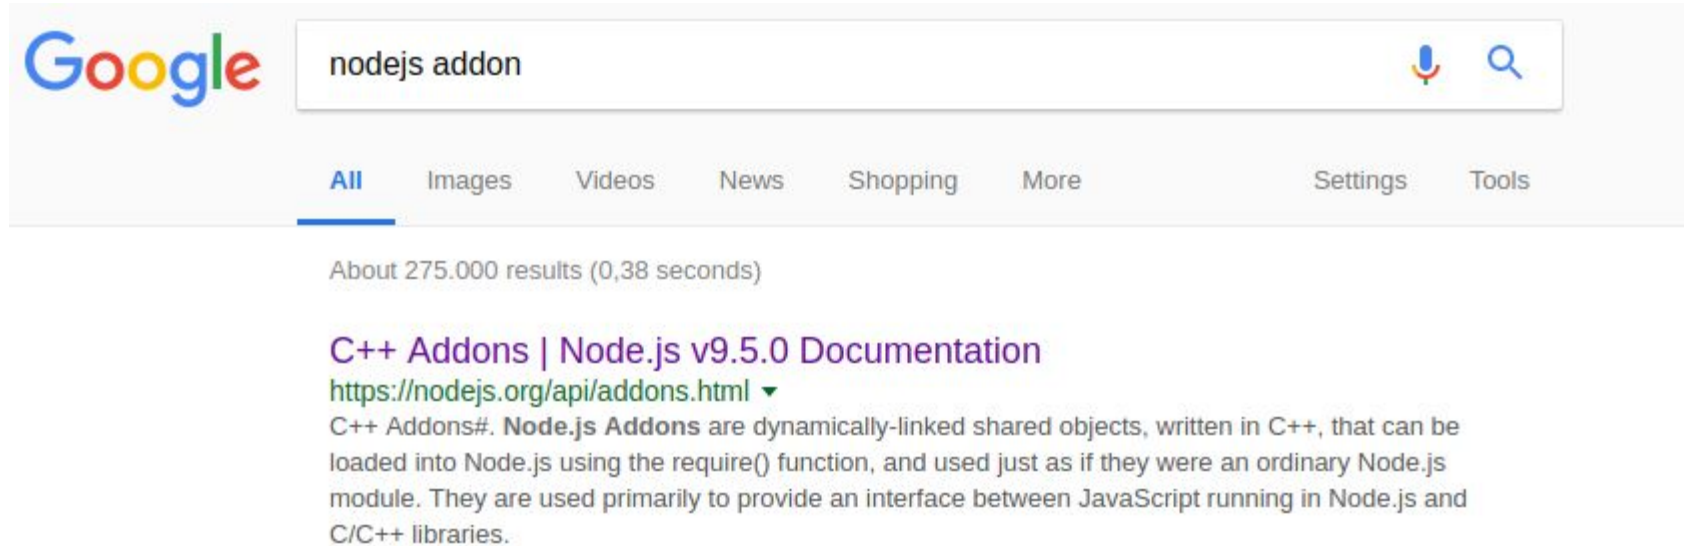 Google
nodejs addon
All Images Videos News Shopping More Settings Tools
About 275.000 results (0,38 seconds)
C++ Addons | Node.js v9.5.0 Documentation
https://nodejs.org/api/addons.html
C++ Addons#. Node.js Addons are dynamically-linked shared objects, written in C++, that can be
loaded into Node.js using the require() function, and used just as if they were an ordinary Node.js
module. They are used primarily to provide an interface between JavaScript running in Node.js and
C/C++ libraries.